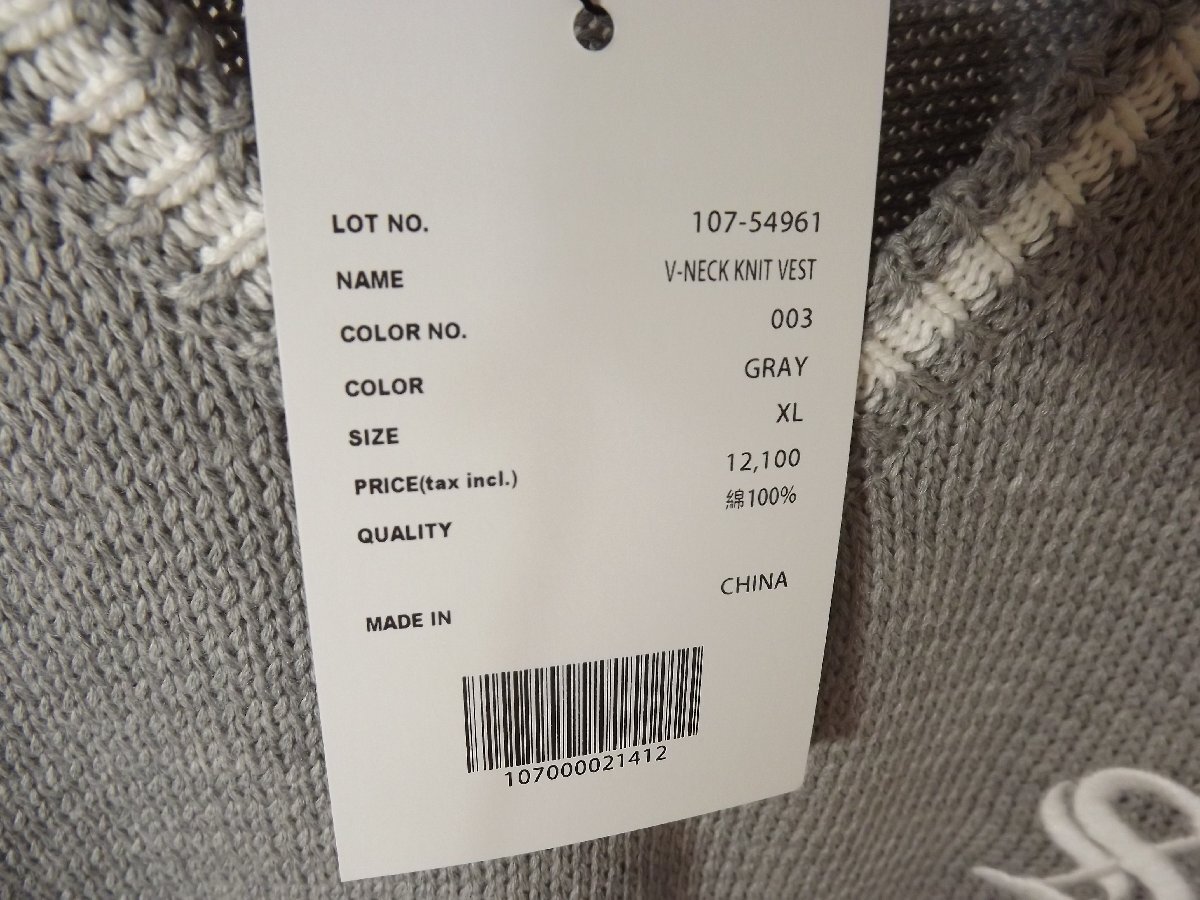 LOT NO. 107-54961
NAME V-NECK KNIT VEST
COLOR NO. 003
COLOR GRAY
SIZE XL
PRICE(tax incl.) 12,100
QUALITY 綿100%
MADE IN CHINA
107000021412